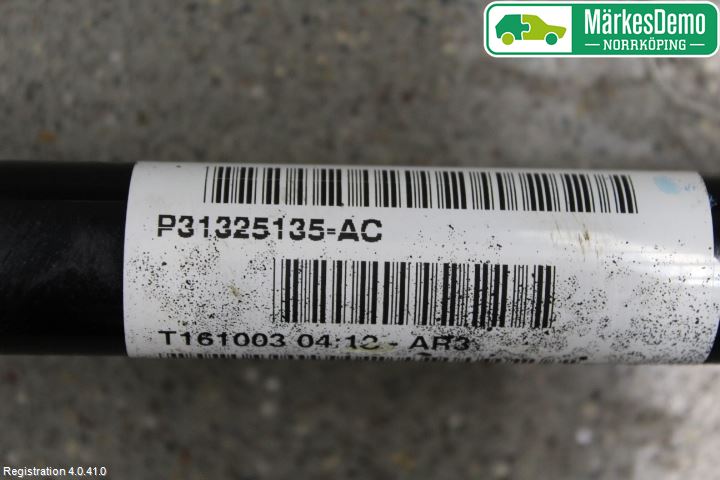 MärkesDemo
NORRKÖPING
P31325135-AC
T161003 04:12 - AR3
Registration 4.0.41.0